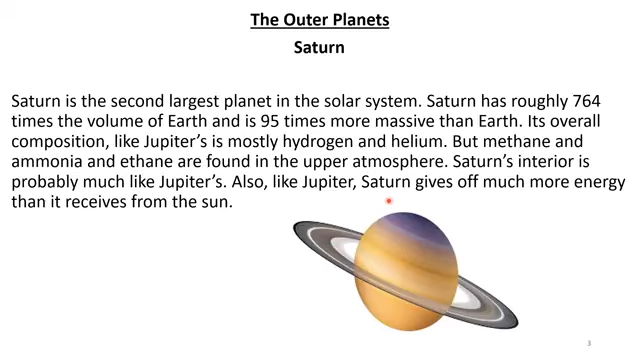 The Outer Planets
Saturn
Saturn is the second largest planet in the solar system. Saturn has roughly 764
times the volume of Earth and is 95 times more massive than Earth. Its overall
composition, like Jupiter's is mostly hydrogen and helium. But methane and
ammonia and ethane are found in the upper atmosphere. Saturn's interior is
probably much like Jupiter's. Also, like Jupiter, Saturn gives off much more energy
than it receives from the sun.
3